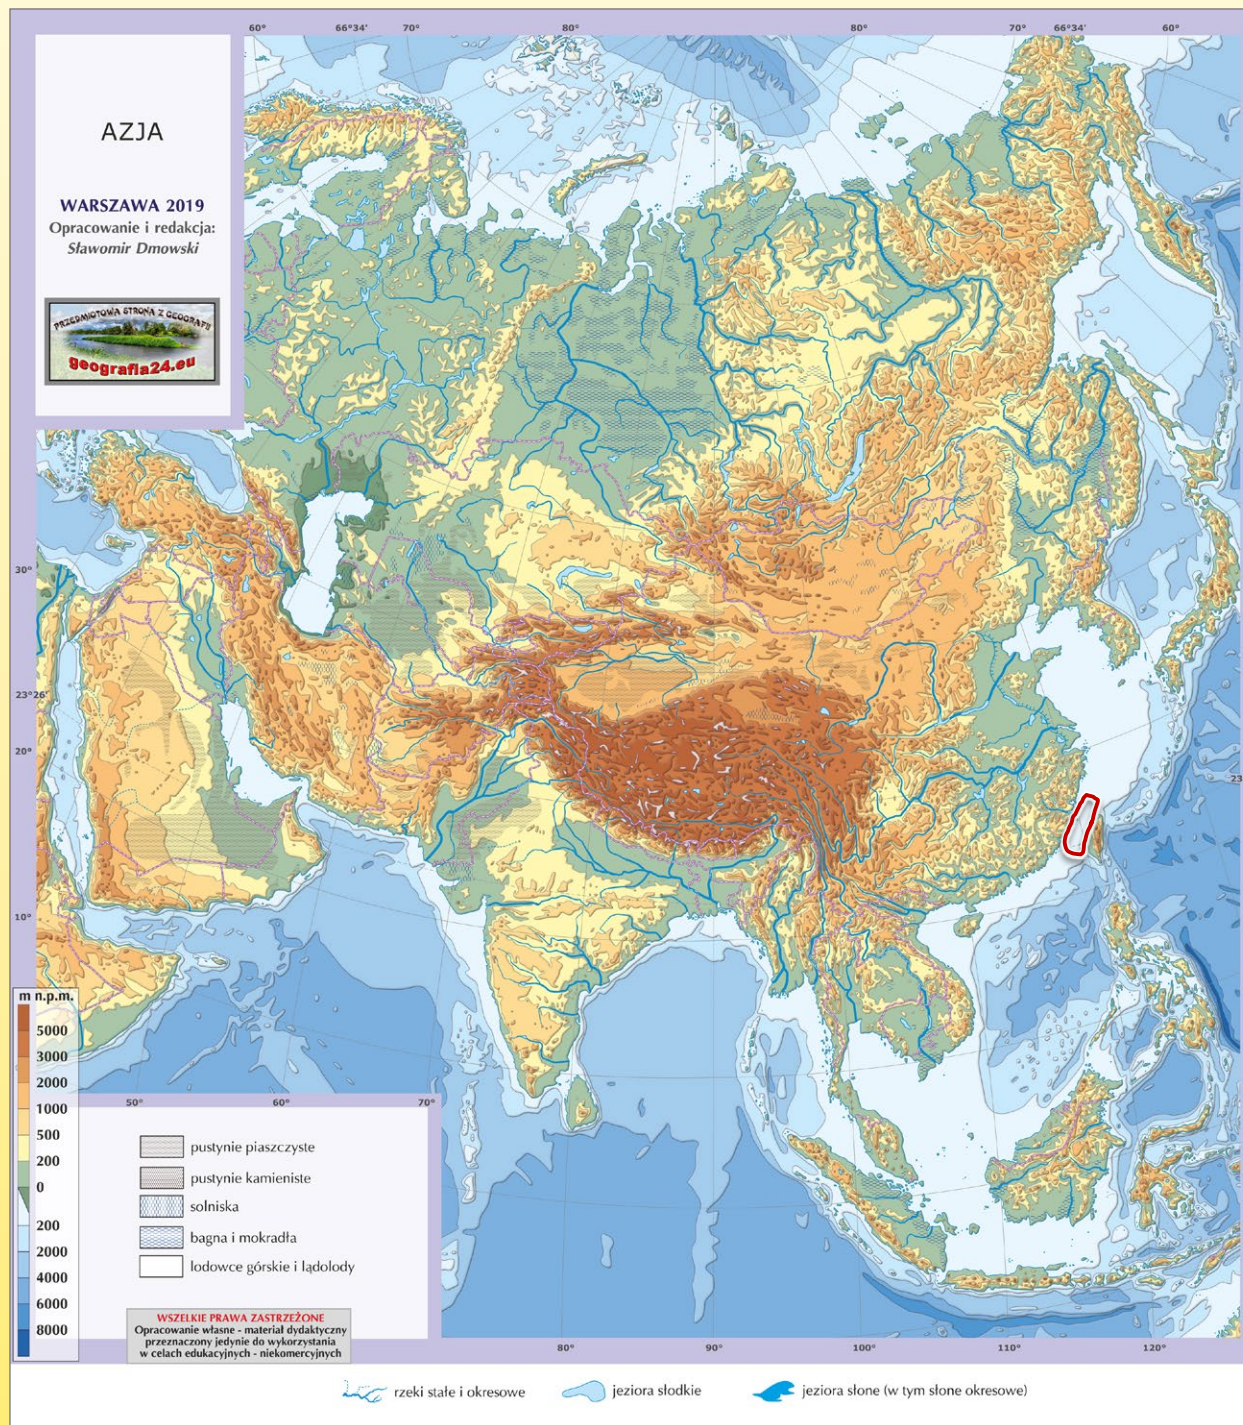 60° 66°34' 70° 80° 80° 70° 66°34' 60°
AZJA
WARSZAWA 2019
Opracowanie i redakcja:
Sławomir Dmowski
PRZEDMIOTOWA STRONA Z GEOGRAFII
geografia24.eu
30°
23°26'
20°
10°
23
m n.p.m.
5000
3000
2000
1000
500
200
0
200
2000
4000
6000
8000
50° 60° 70°
pustynie piaszczyste
pustynie kamieniste
solniska
bagna i mokradła
lodowce górskie i lądolody
WSZELKIE PRAWA ZASTRZEŻONE
Opracowanie własne - materiał dydaktyczny
przeznaczony jedynie do wykorzystania
w celach edukacyjnych - niekomercyjnych
80° 90° 100° 110° 120°
rzeki stałe i okresowe
jeziora słodkie
jeziora słone (w tym słone okresowe)